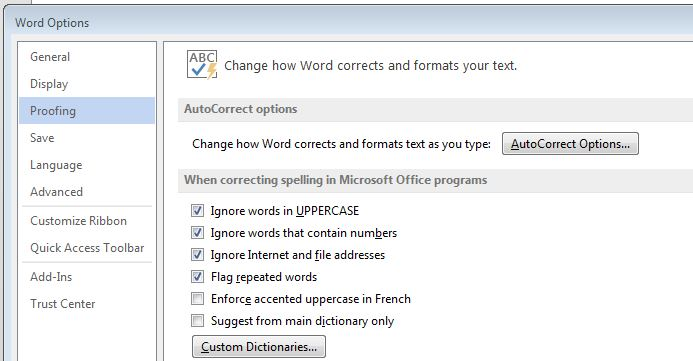 Word Options
General
Display
Proofing
Save
Language
Advanced
Customize Ribbon
Quick Access Toolbar
Add-Ins
Trust Center
ABC
Change how Word corrects and formats your text.
AutoCorrect options
Change how Word corrects and formats text as you type: AutoCorrect Options...
When correcting spelling in Microsoft Office programs
Ignore words in UPPERCASE
Ignore words that contain numbers
Ignore Internet and file addresses
Flag repeated words
Enforce accented uppercase in French
Suggest from main dictionary only
Custom Dictionaries...